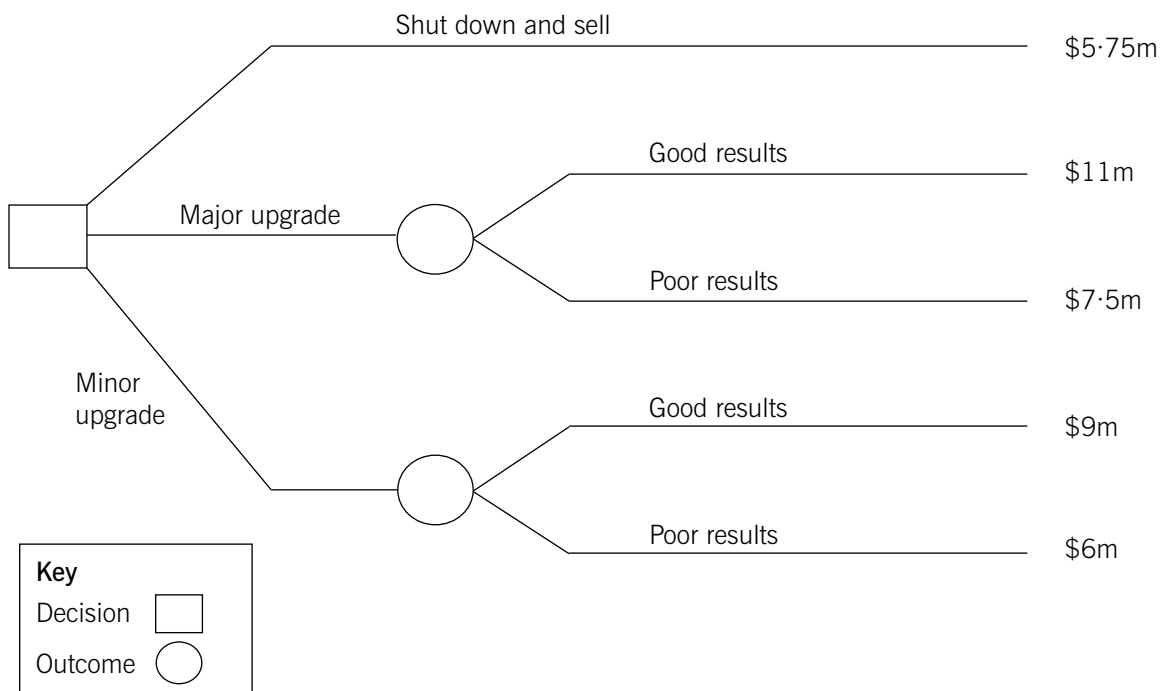 Shut down and sell
$5·75m
Good results
$11m
Major upgrade
Poor results
$7·5m
Minor
upgrade
Good results
$9m
Poor results
$6m
Key
Decision
Outcome